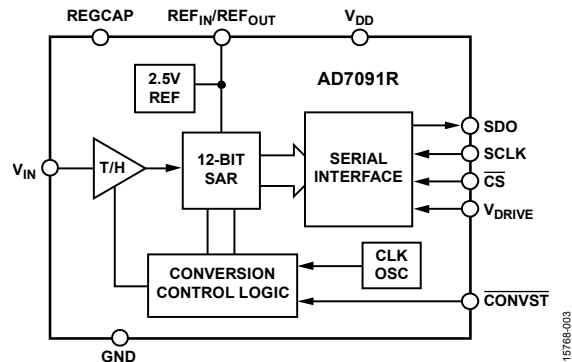 REGCAP
REFIN/REFOUT
VDD
2.5V
REF
AD7091R
VIN
T/H
12-BIT
SAR
SERIAL
INTERFACE
SDO
SCLK
CS
VDRIVE
CONVERSION
CONTROL LOGIC
CLK
OSC
CONVST
GND
15768-003